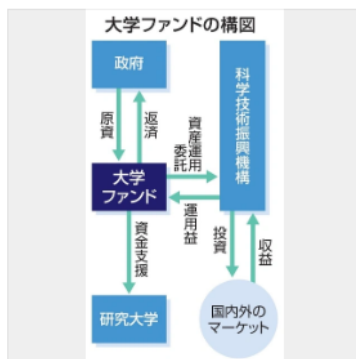 大学ファンドの構図
政府
科学技術振興機構
原資
返済
資産運用
委託
大学
ファンド
運用益
投資
収益
資金支援
研究大学
国内外の
マーケット